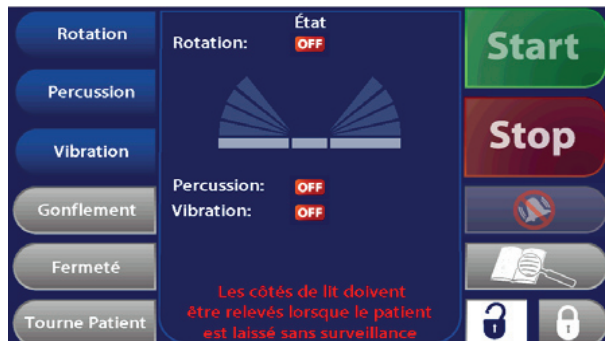 Rotation
Percussion
Vibration
Gonflement
Fermeté
Tourne Patient
État
Rotation: OFF
Percussion: OFF
Vibration: OFF
Les côtés de lit doivent
être relevés lorsque le patient
est laissé sans surveillance
Start
Stop